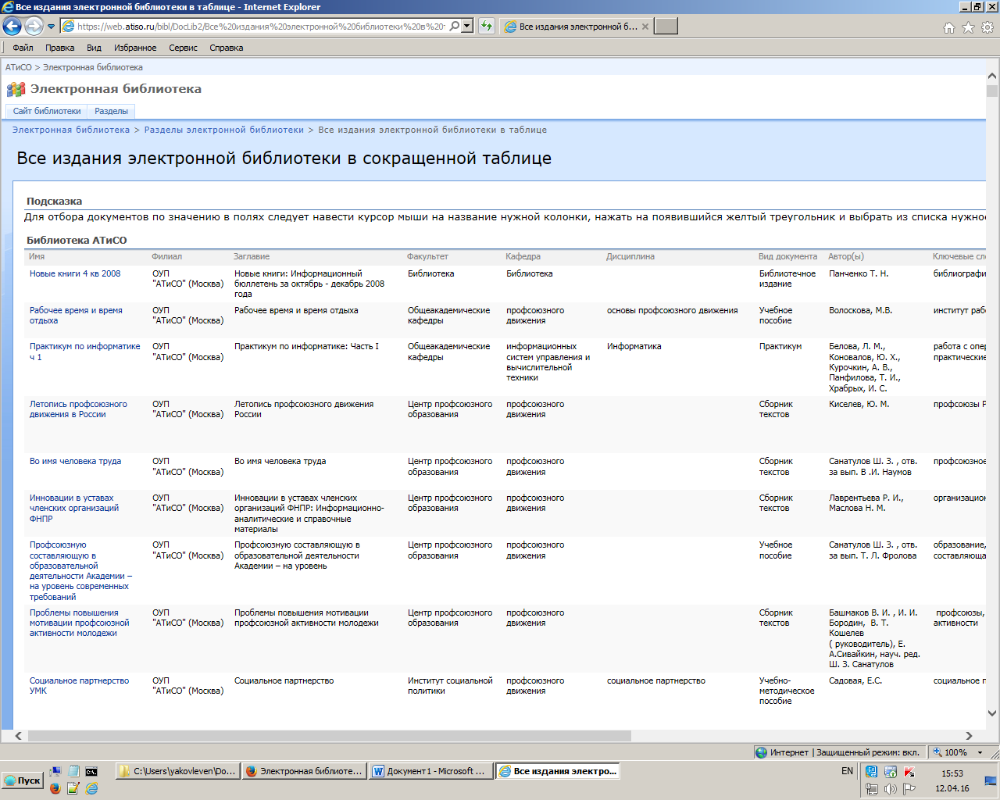 Все издания электронной библиотеки в таблице - Internet Explorer
https://web.atiso.ru/bibl/DocLib2/Все%20издания%20электронной%20библиотеки%20в%20т
Все издания электронной б...
Файл Правка Вид Избранное Сервис Справка
АТиСО > Электронная библиотека
Электронная библиотека
Сайт библиотеки Разделы
Электронная библиотека > Разделы электронной библиотеки > Все издания электронной библиотеки в таблице
Все издания электронной библиотеки в сокращенной таблице
Подсказка
Для отбора документов по значению в полях следует навести курсор мыши на название нужной колонки, нажать на появившийся желтый треугольник и выбрать из списка нужно
Библиотека АТиСО
Имя Филиал Заглавие Факультет Кафедра Дисциплина Вид документа Автор(ы) Ключевые сл
Новые книги 4 кв 2008 ОУП Новые книги: Информационный Библиотека Библиотека Библиотечное Панченко Т. Н. библиографи
"АТиСО" (Москва) бюллетень за октябрь - декабрь 2008 издание
года
Рабочее время и время ОУП Рабочее время и время отдыха Общеакадемические профсоюзного основы профсоюзного движения Учебное Волоскова, М.В. институт раб
отдыха "АТиСО" (Москва) кафедры движения пособие
Практикум по информатике ОУП Практикум по информатике: Часть I Общеакадемические информационных Информатика Практикум Белова, Л. М., работа с опер
ч 1 "АТиСО" (Москва) кафедры систем управления и Коновалов, Ю. Х., практические
вычислительной Курочкин, А. В.,
техники Панфилова, Т. И.,
Храбрых, И. С.
Летопись профсоюзного ОУП Летопись профсоюзного движения Центр профсоюзного профсоюзного Сборник Киселев, Ю. М. профсоюзы Р
движения в России "АТиСО" (Москва) России образования движения текстов
Во имя человека труда ОУП Во имя человека труда Центр профсоюзного профсоюзного Сборник Санатулов Ш. З. , отв. профсоюзное
"АТиСО" (Москва) образования движения текстов за вып. В .И. Наумов
Инновации в уставах ОУП Инновации в уставах членских Центр профсоюзного профсоюзного Сборник Лаврентьева Р. И., организацион
членских организаций "АТиСО" (Москва) организаций ФНПР: Информационно- образования движения текстов Маслова Н. М.
ФНПР аналитические и справочные
материалы
Профсоюзную ОУП Профсоюзную составляющую в Центр профсоюзного профсоюзного Учебное Санатулов Ш. З. , отв. образование,
составляющую в "АТиСО" (Москва) образовательной деятельности образования движения пособие за вып. Т. Л. Фролова составляюща
образовательной Академии – на уровень
деятельности Академии –
на уровень современных
требований
Проблемы повышения ОУП Проблемы повышения мотивации Центр профсоюзного профсоюзного Сборник Башмаков В. И. , И. И. профсоюзы,
мотивации профсоюзной "АТиСО" (Москва) профсоюзной активности молодежи образования движения текстов Бородин, В. Т. активности
активности молодежи Кошелев
( руководитель), Е.
А.Сивайкин, науч. ред.
Ш. З. Санатулов
Социальное партнерство ОУП Социальное партнерство Институт социальной профсоюзного социальное партнерство Учебно- Садовая, Е.С. социальное п
УМК "АТиСО" (Москва) политики движения методическое
пособие
Интернет | Защищенный режим: вкл. 100%
Пуск C:\Users\yakovleven\Do... Электронная библиоте... Документ1 - Microsoft ... Все издания электро... EN 15:53
12.04.16